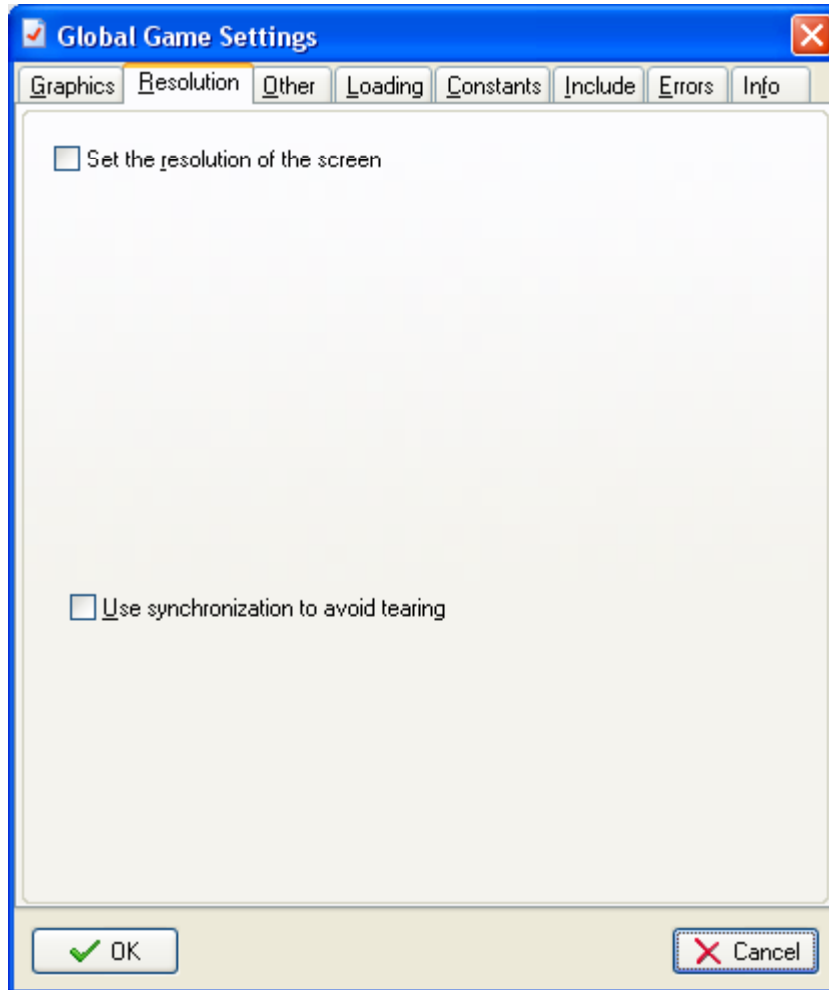 Global Game Settings
Graphics Resolution Other Loading Constants Include Errors Info
Set the resolution of the screen
Use synchronization to avoid tearing
OK Cancel